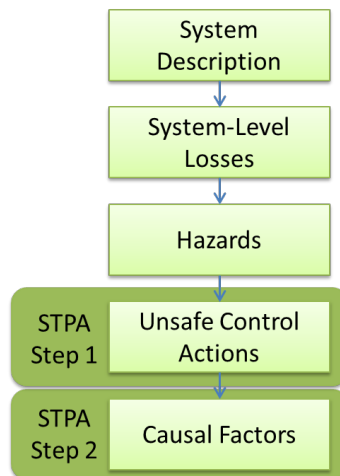 System
Description
System-Level
Losses
Hazards
STPA
Step 1
Unsafe Control
Actions
STPA
Step 2
Causal Factors